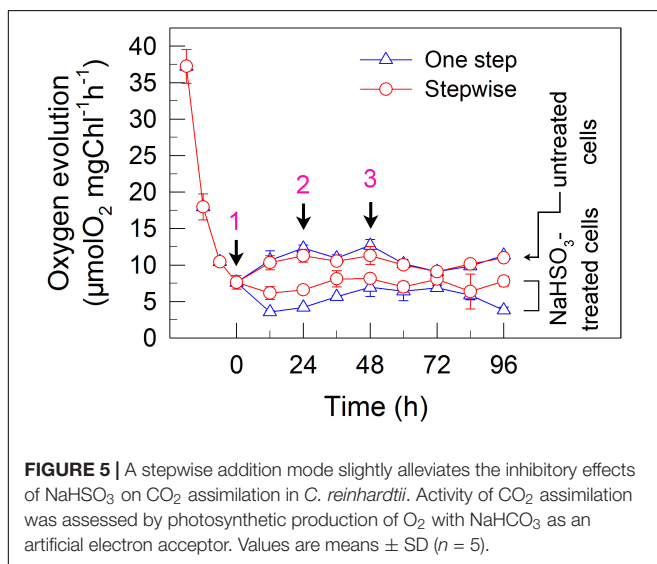 Oxygen evolution
(µmolO₂ mgChl⁻¹h⁻¹)
40
35
30
25
20
15
10
5
0
One step
Stepwise
1
2
3
untreated
cells
NaHSO₃-
treated cells
0
24
48
72
96
Time (h)
FIGURE 5 | A stepwise addition mode slightly alleviates the inhibitory effects
of NaHSO₃ on CO₂ assimilation in C. reinhardtii. Activity of CO₂ assimilation
was assessed by photosynthetic production of O₂ with NaHCO₃ as an
artificial electron acceptor. Values are means ± SD (n = 5).